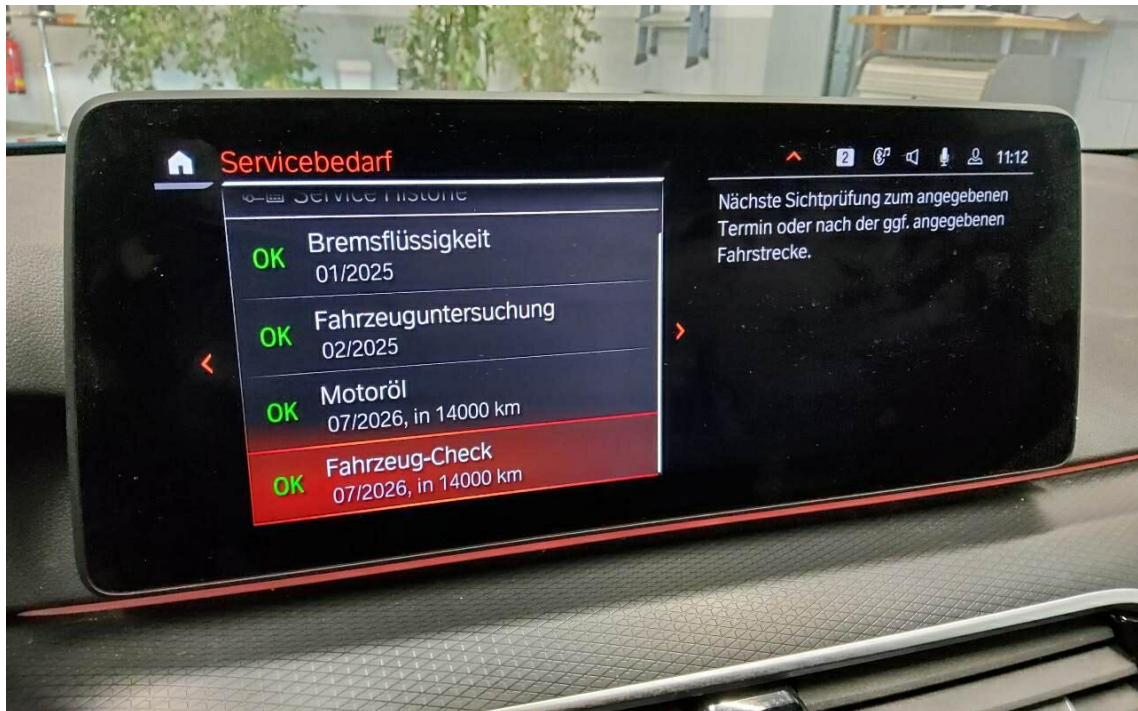 Servicebedarf
2
11:12
Service Historie
OK Bremsflüssigkeit
01/2025
OK Fahrzeuguntersuchung
02/2025
OK Motoröl
07/2026, in 14000 km
OK Fahrzeug-Check
07/2026, in 14000 km
Nächste Sichtprüfung zum angegebenen
Termin oder nach der ggf. angegebenen
Fahrstrecke.